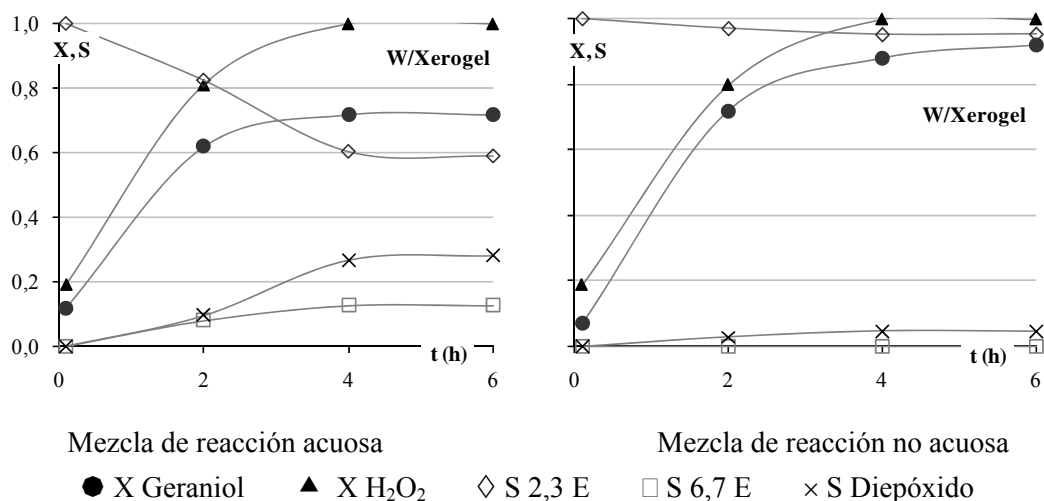 1,0
X, S
W/Xerogel
0,8
0,6
0,4
0,2
0,0
t (h)
0 2 4 6
X, S
W/Xerogel
t (h)
0 2 4 6
Mezcla de reacción acuosa
Mezcla de reacción no acuosa
X Geraniol X H₂O₂ S 2,3 E S 6,7 E S Diepóxido